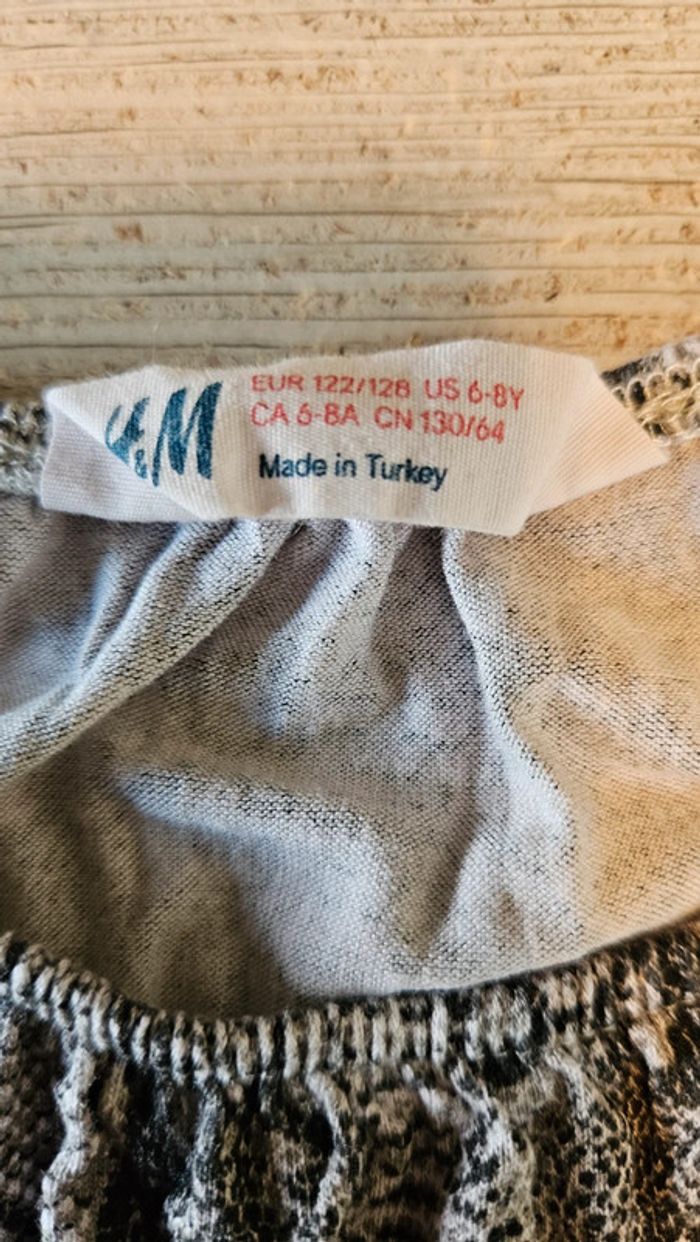 H&M
EUR 122/128 US 6-8Y
CA 6-8A CN 130/64
Made in Turkey